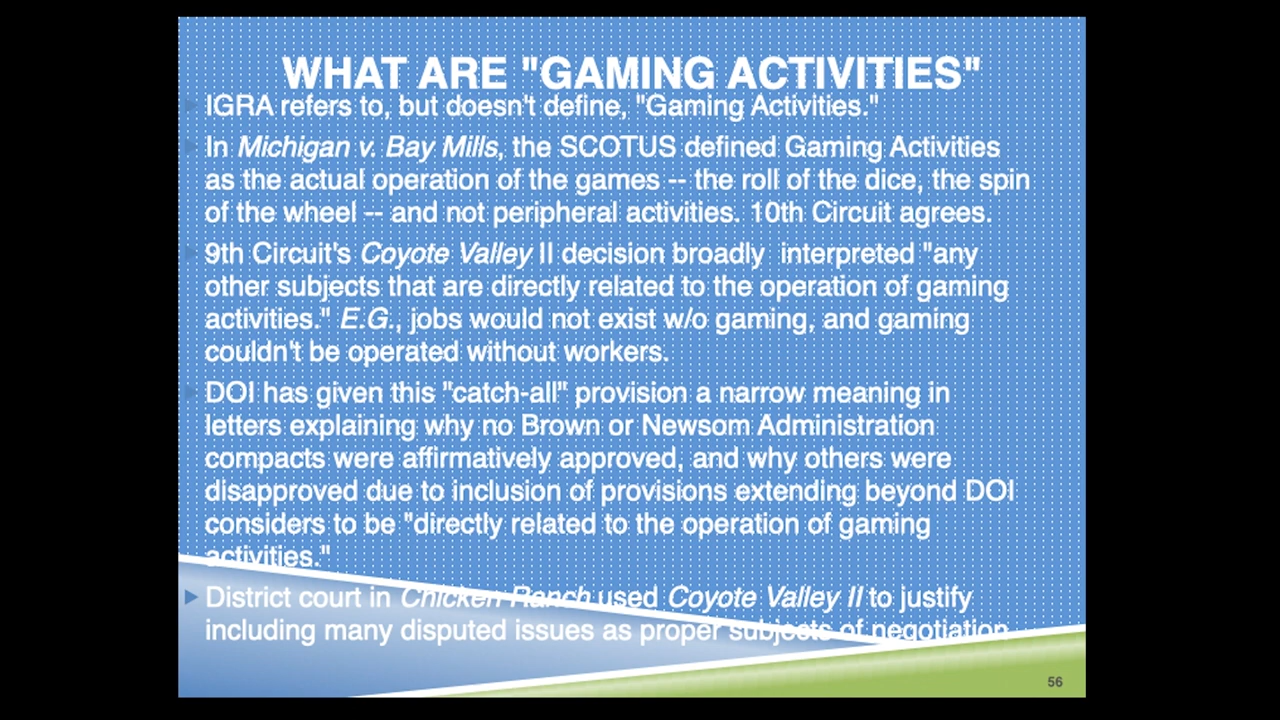 WHAT ARE "GAMING ACTIVITIES"
IGRA refers to, but doesn't define, "Gaming Activities."
In Michigan v. Bay Mills, the SCOTUS defined Gaming Activities
as the actual operation of the games -- the roll of the dice, the spin
of the wheel -- and not peripheral activities. 10th Circuit agrees.
9th Circuit's Coyote Valley II decision broadly interpreted "any
other subjects that are directly related to the operation of gaming
activities." E.G., jobs would not exist w/o gaming, and gaming
couldn't be operated without workers.
DOI has given this "catch-all" provision a narrow meaning in
letters explaining why no Brown or Newsom Administration
compacts were affirmatively approved, and why others were
disapproved due to inclusion of provisions extending beyond DOI
considers to be "directly related to the operation of gaming
activities."
District court in Chicken Ranch used Coyote Valley II to justify
including many disputed issues as proper subjects of negotiation
56